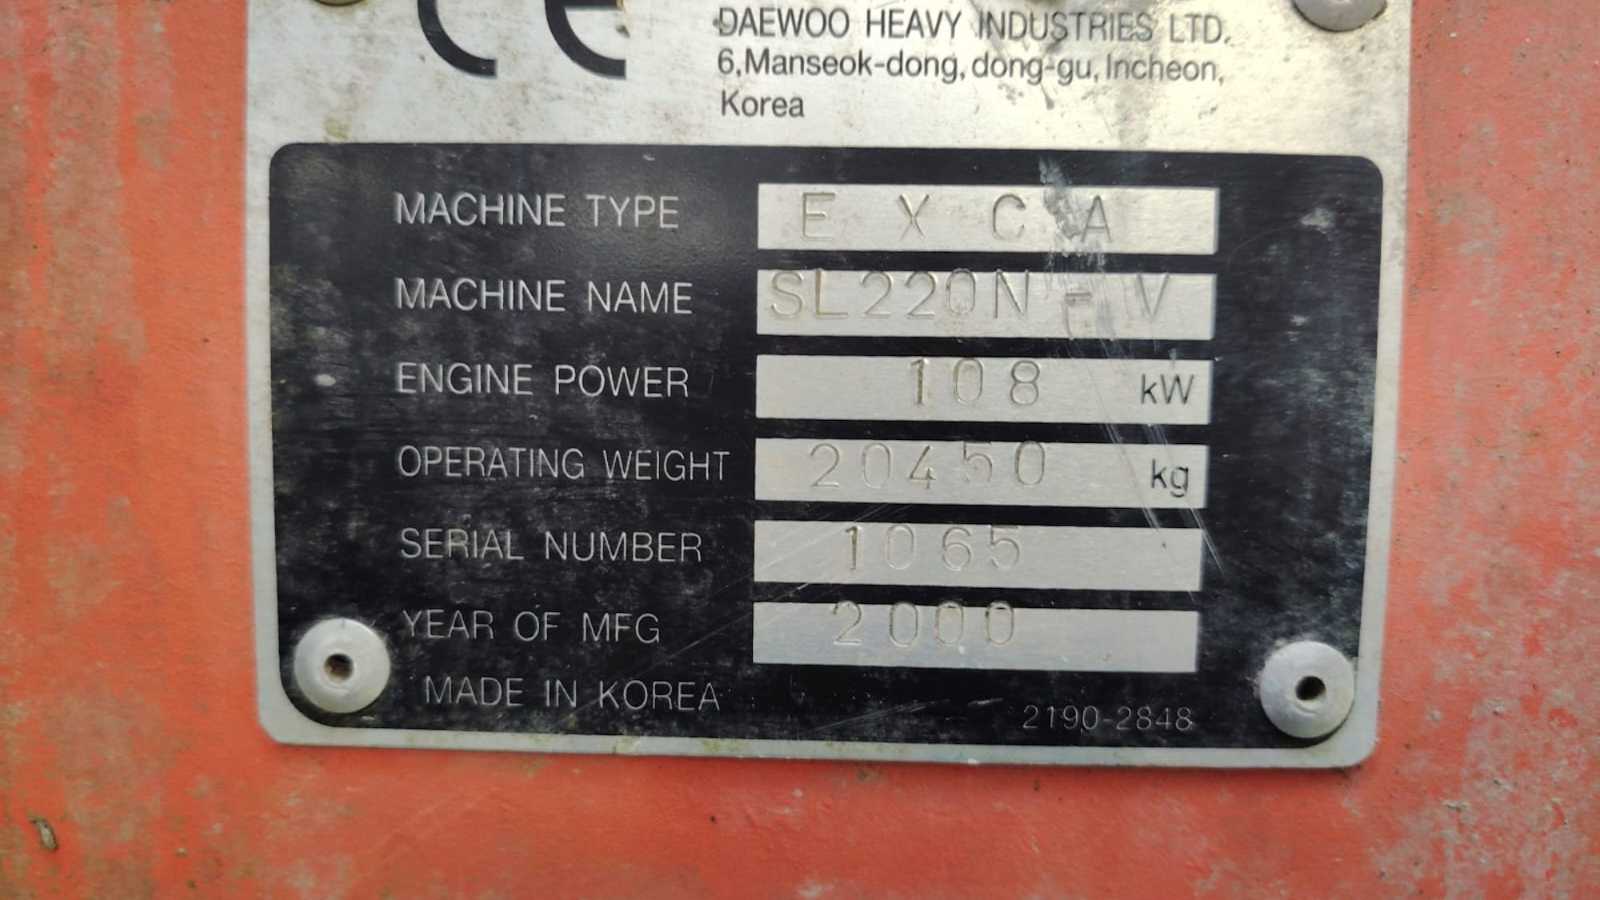 CE
DAEWOO HEAVY INDUSTRIES LTD.
6,Manseok-dong, dong-gu, Incheon,
Korea
MACHINE TYPE EXCA
MACHINE NAME SL220N-V
ENGINE POWER 108 kW
OPERATING WEIGHT 20450 kg
SERIAL NUMBER 1065
YEAR OF MFG 2000
MADE IN KOREA
2190-2848